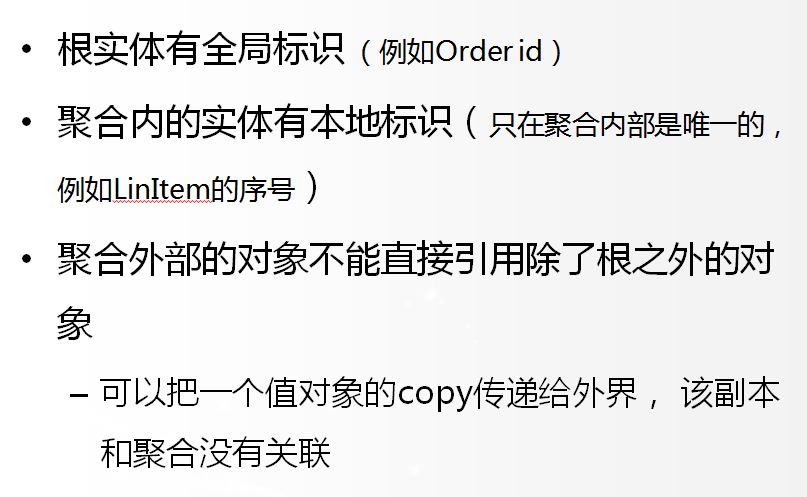 • 根实体有全局标识（例如Order id）
• 聚合内的实体有本地标识（只在聚合内部是唯一的，
例如LinItem的序号）
• 聚合外部的对象不能直接引用除了根之外的对
象
– 可以把一个值对象的copy传递给外界， 该副本
和聚合没有关联